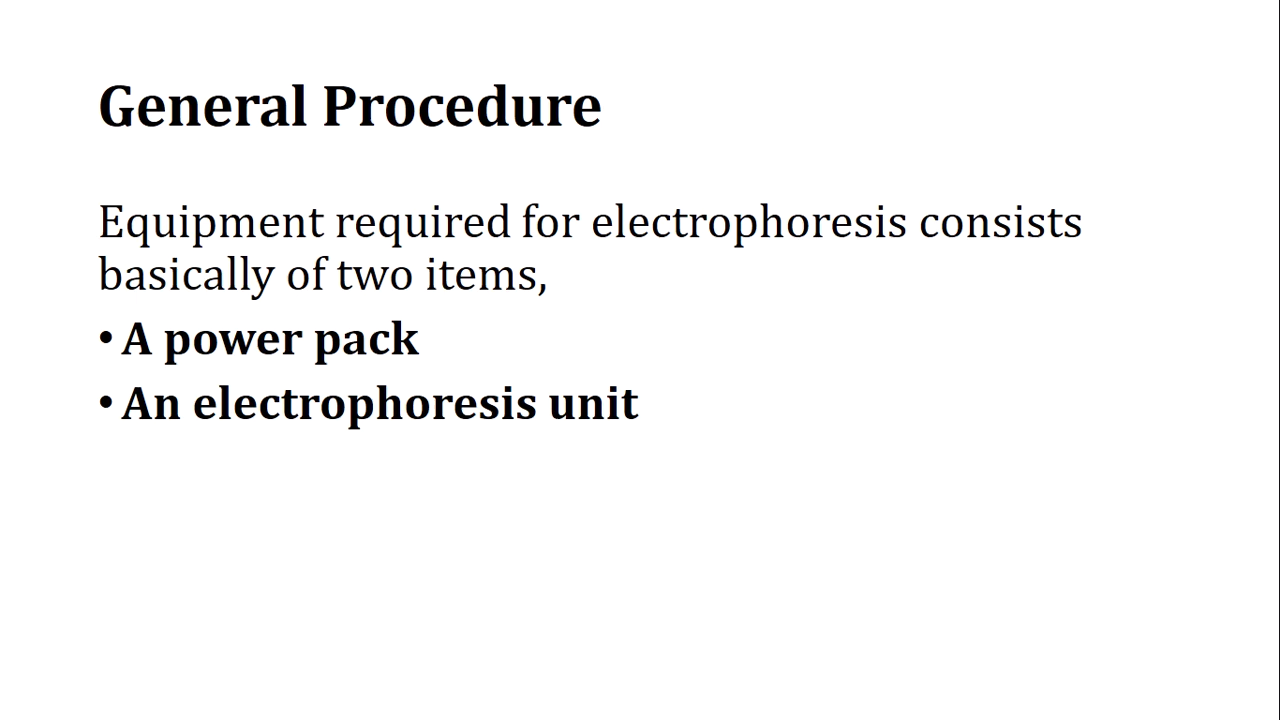 General Procedure
Equipment required for electrophoresis consists
basically of two items,
• A power pack
• An electrophoresis unit